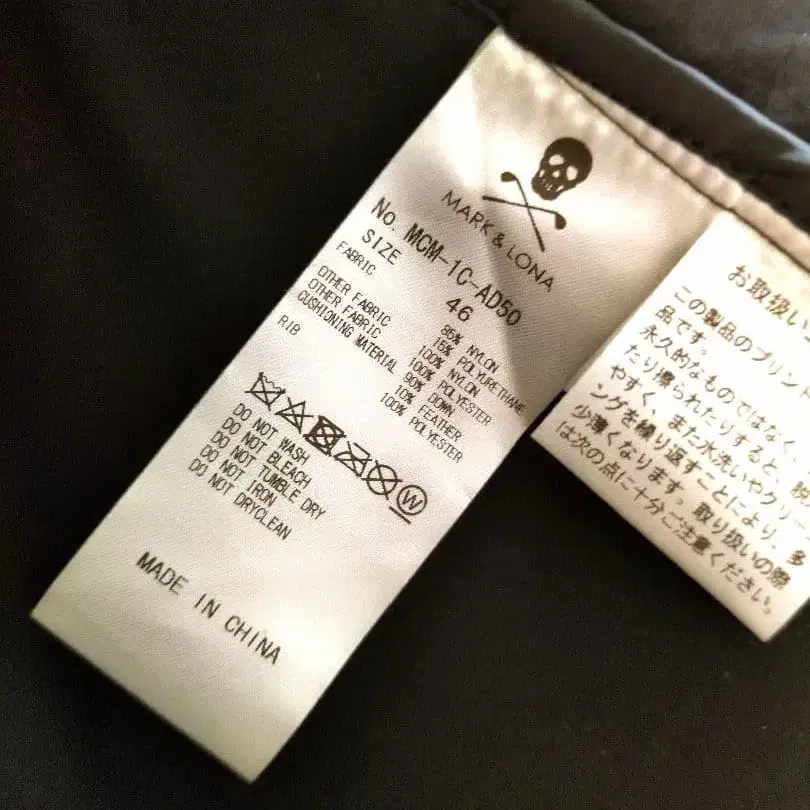 MARK & LONA
No. MCM-1C-AD50
SIZE 46
FABRIC 85% NYLON
15% POLYURETHANE
OTHER FABRIC 100% NYLON
OTHER FABRIC 100% POLYESTER
CUSHIONING MATERIAL 90% DOWN
10% FEATHER
RIB 100% POLYESTER
W
DO NOT WASH
DO NOT BLEACH
DO NOT TUMBLE DRY
DO NOT IRON
DO NOT DRYCLEAN
MADE IN CHINA
お取扱い
この製品のプリン
品です。
永久的なものではなく、
たり擦られたりすると、
やすく、また水洗いやクリー
ングを繰り返すことにより、多
少薄くなります。取り扱いの際
は次の点に十分ご注意ください。